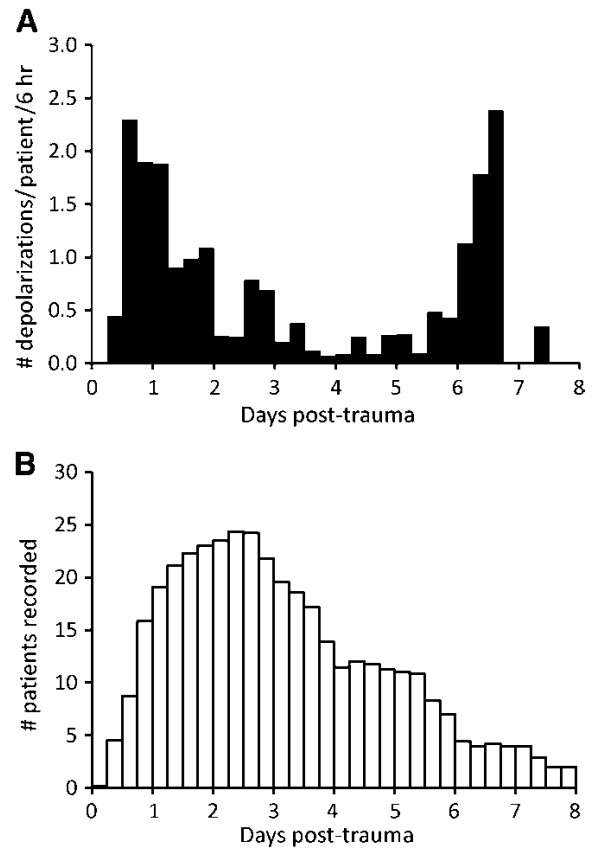 A
# depolarizations/patient/6 hr
3.0
2.5
2.0
1.5
1.0
0.5
0.0
0 1 2 3 4 5 6 7 8
Days post-trauma
B
# patients recorded
30
25
20
15
10
5
0
0 1 2 3 4 5 6 7 8
Days post-trauma